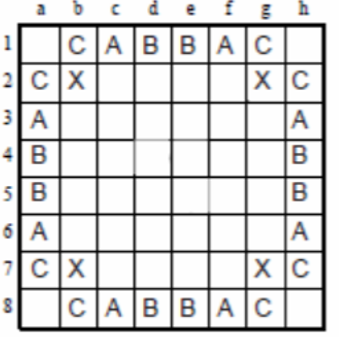 a b c d e f g h
1 C A B B A C
2 C X X C
3 A A
4 B B
5 B B
6 A A
7 C X X C
8 C A B B A C